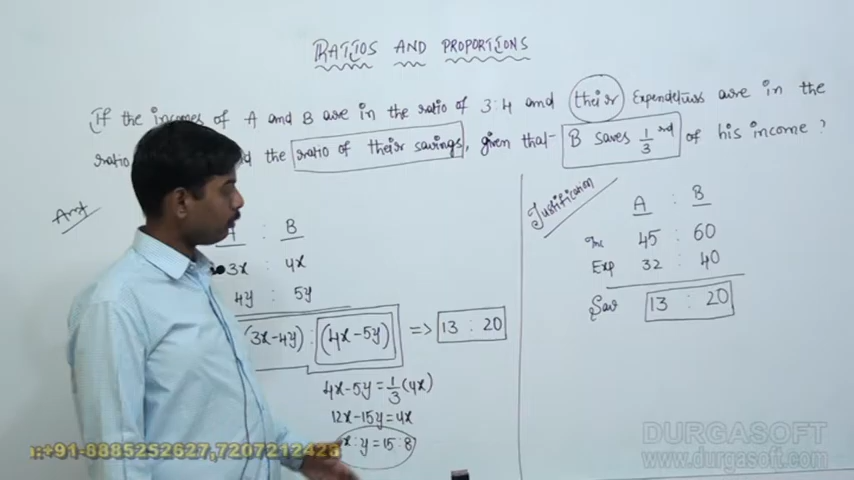 RATIOS AND PROPORTIONS
If the incomes of A and B are in the ratio of 3:4 and their Expenditures are in the
ratio the ratio of their savings, given that B saves 1/3 rd of his income ?
Ans
A : B
3x : 4x
4y : 5y
(3x-4y) : (4x-5y) => 13 : 20
4x-5y = 1/3 (4x)
12x-15y = 4x
x : y = 15 : 8
Justification
A : B
Inc 45 : 60
Exp 32 : 40
Sav 13 : 20
+91-8885252627,7207212428
DURGASOFT
www.durgasoft.com